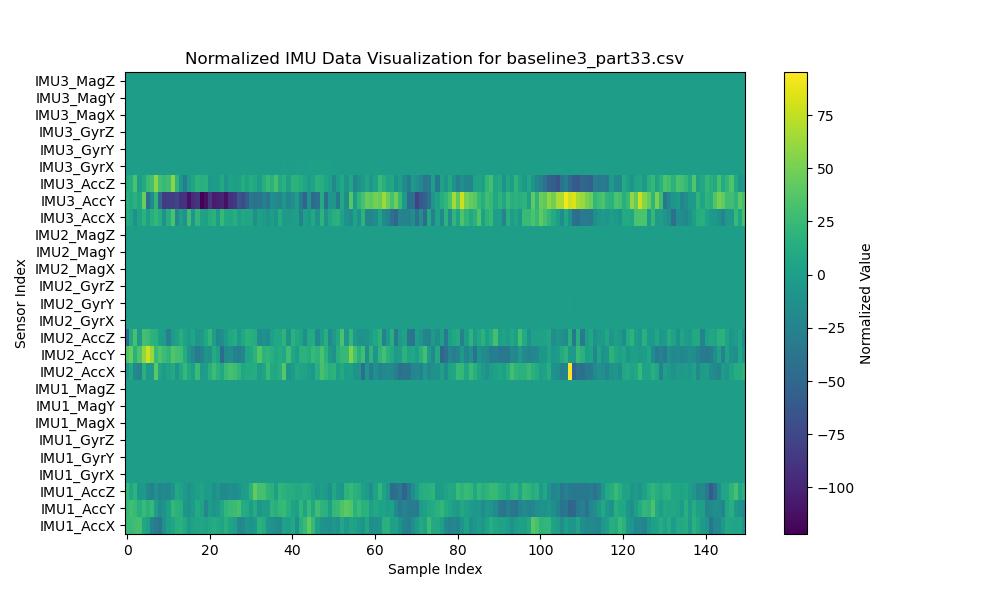 Normalized IMU Data Visualization for baseline3_part33.csv
IMU3_MagZ
IMU3_MagY
IMU3_MagX
IMU3_GyrZ
IMU3_GyrY
IMU3_GyrX
IMU3_AccZ
IMU3_AccY
IMU3_AccX
IMU2_MagZ
IMU2_MagY
IMU2_MagX
IMU2_GyrZ
IMU2_GyrY
IMU2_GyrX
IMU2_AccZ
IMU2_AccY
IMU2_AccX
IMU1_MagZ
IMU1_MagY
IMU1_MagX
IMU1_GyrZ
IMU1_GyrY
IMU1_GyrX
IMU1_AccZ
IMU1_AccY
IMU1_AccX
Sensor Index
0 20 40 60 80 100 120 140
Sample Index
75
50
25
0
−25
−50
−75
−100
Normalized Value